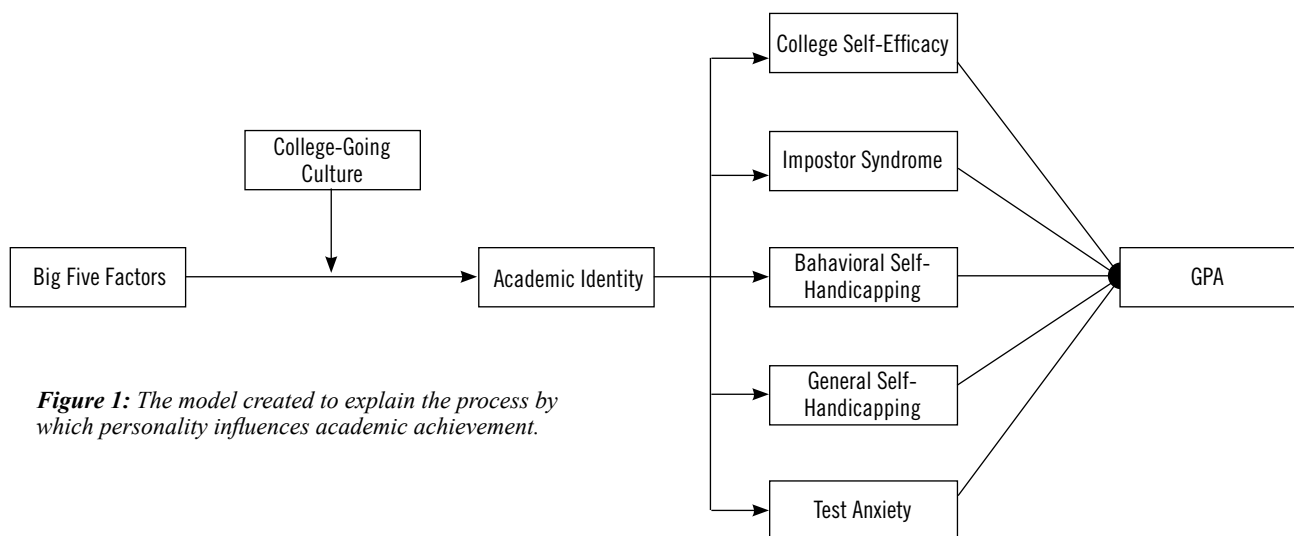 College Self-Efficacy
College-Going
Culture
Impostor Syndrome
Big Five Factors
Academic Identity
Bahavioral Self-
Handicapping
GPA
General Self-
Handicapping
Figure 1: The model created to explain the process by
which personality influences academic achievement.
Test Anxiety